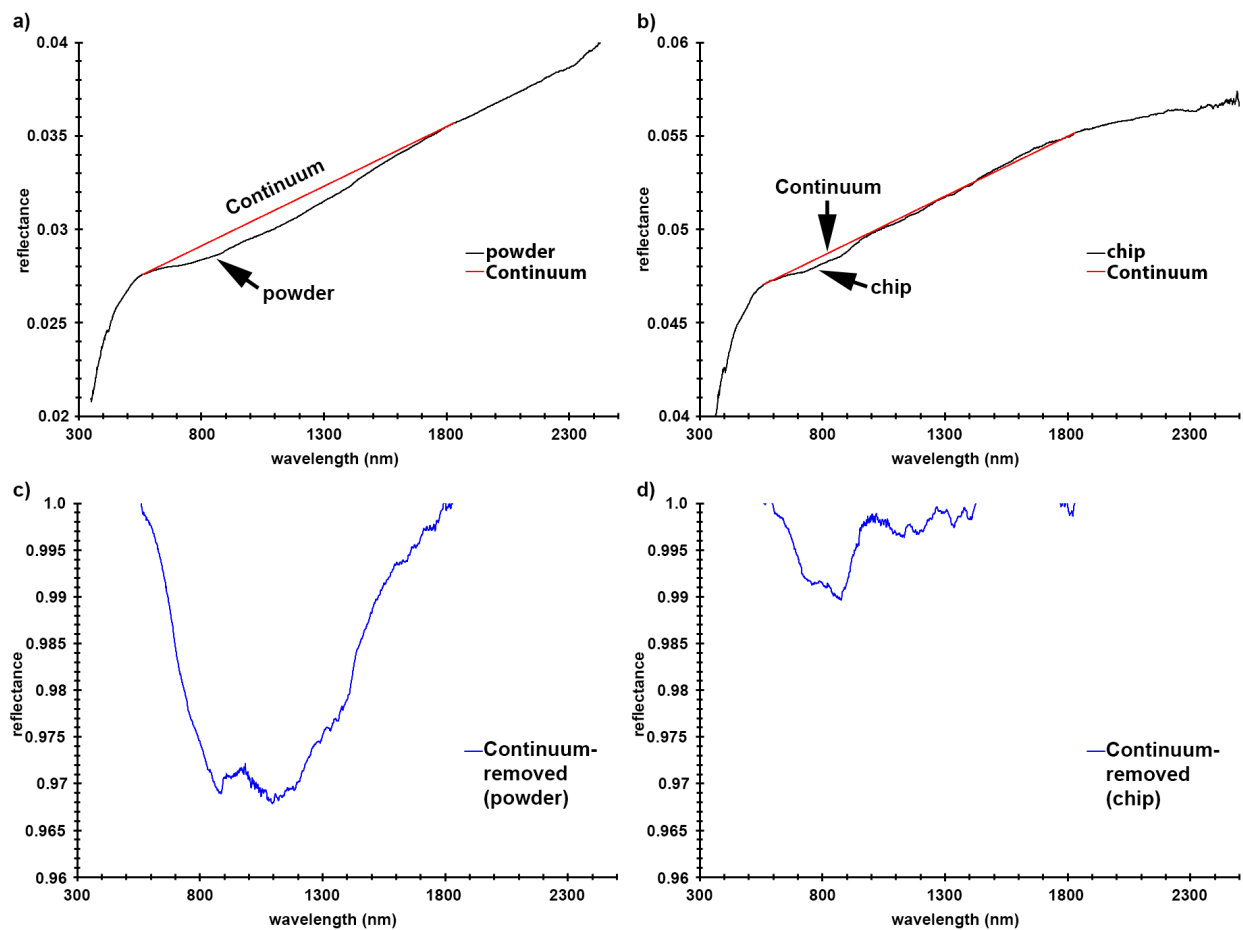 a)
0.04
0.035
0.03
0.025
0.02
reflectance
Continuum
powder
powder
Continuum
300 800 1300 1800 2300
wavelength (nm)
b)
0.06
0.055
0.05
0.045
0.04
reflectance
Continuum
chip
chip
Continuum
300 800 1300 1800 2300
wavelength (nm)
c)
1.0
0.995
0.99
0.985
0.98
0.975
0.97
0.965
0.96
reflectance
Continuum-
removed
(powder)
300 800 1300 1800 2300
wavelength (nm)
d)
1.0
0.995
0.99
0.985
0.98
0.975
0.97
0.965
0.96
reflectance
Continuum-
removed
(chip)
300 800 1300 1800 2300
wavelength (nm)